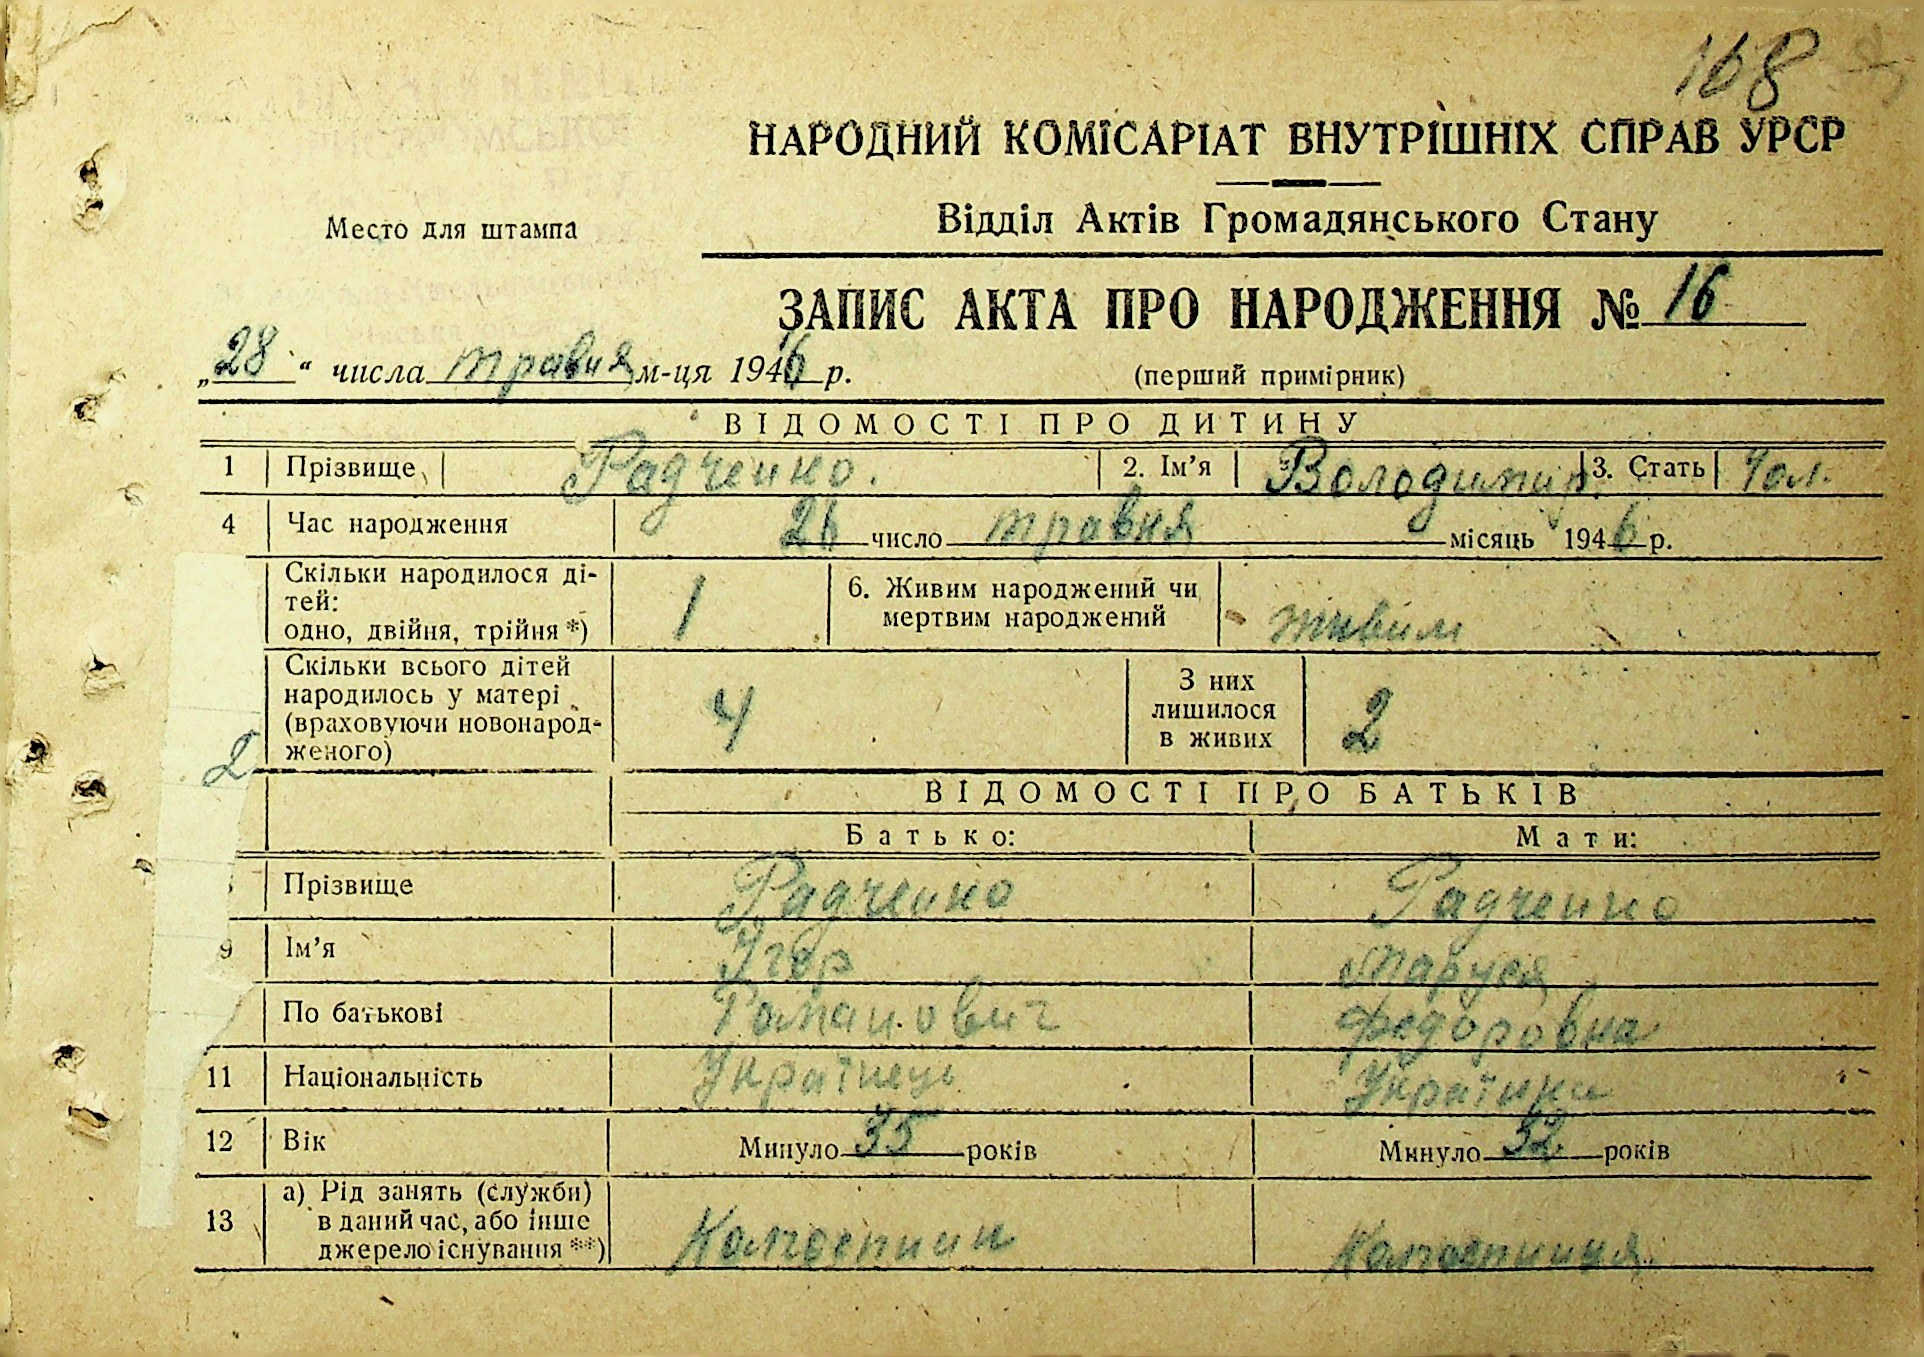 168
НАРОДНИЙ КОМІСАРІАТ ВНУТРІШНІХ СПРАВ УРСР
Відділ Актів Громадянського Стану
Место для штампа
ЗАПИС АКТА ПРО НАРОДЖЕННЯ № 16
„28“ числа травня м-ця 1946 р.
(перший примірник)
ВІДОМОСТІ ПРО ДИТИНУ
1 Прізвище Радченко. 2. Ім’я Володимир. 3. Стать Чол.
4 Час народження 26 число травня місяць 1946 р.
Скільки народилося ді-
тей:
одно, двійня, трійня *) 1 6. Живим народжений чи
мертвим народжений живим
Скільки всього дітей
народилось у матері
(враховуючи новонарод-
женого) 4 З них
лишилося
в живих 2
2
ВІДОМОСТІ ПРО БАТЬКІВ
Батько: Мати:
Прізвище Радченко Радченко
9 Ім’я Ігор Маруся
По батькові Романович Федоровна
11 Національність Українець Українка
12 Вік Минуло 35 років Минуло 32 років
13 а) Рід занять (служби)
в даний час, або інше
джерело існування **) Колгоспник Колгоспниця.